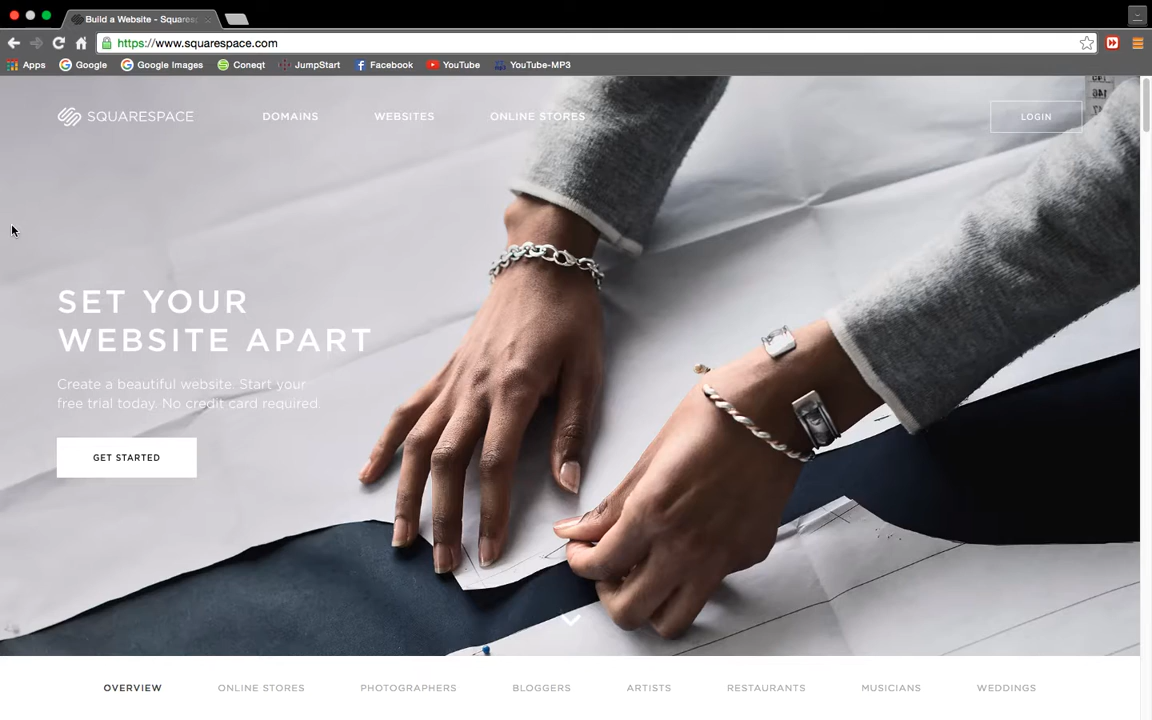 Build a Website - Squares
https://www.squarespace.com
Apps Google Google Images Coneqt JumpStart Facebook YouTube YouTube-MP3
SQUARESPACE DOMAINS WEBSITES ONLINE STORES LOGIN
146
SET YOUR
WEBSITE APART
Create a beautiful website. Start your
free trial today. No credit card required.
GET STARTED
OVERVIEW ONLINE STORES PHOTOGRAPHERS BLOGGERS ARTISTS RESTAURANTS MUSICIANS WEDDINGS